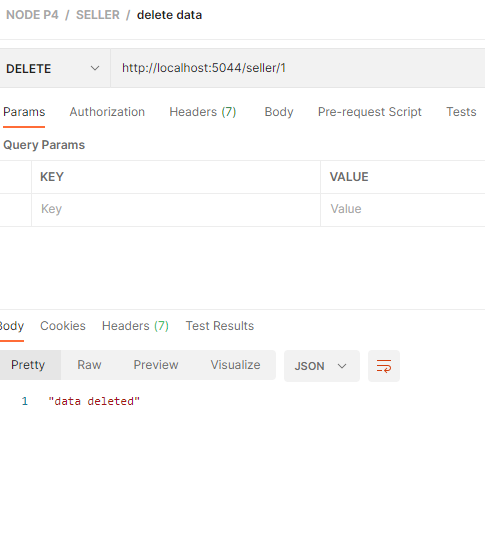 NODE P4 / SELLER / delete data
DELETE http://localhost:5044/seller/1
Params Authorization Headers (7) Body Pre-request Script Tests
Query Params
KEY VALUE
Key Value
Body Cookies Headers (7) Test Results
Pretty Raw Preview Visualize JSON
1 "data deleted"